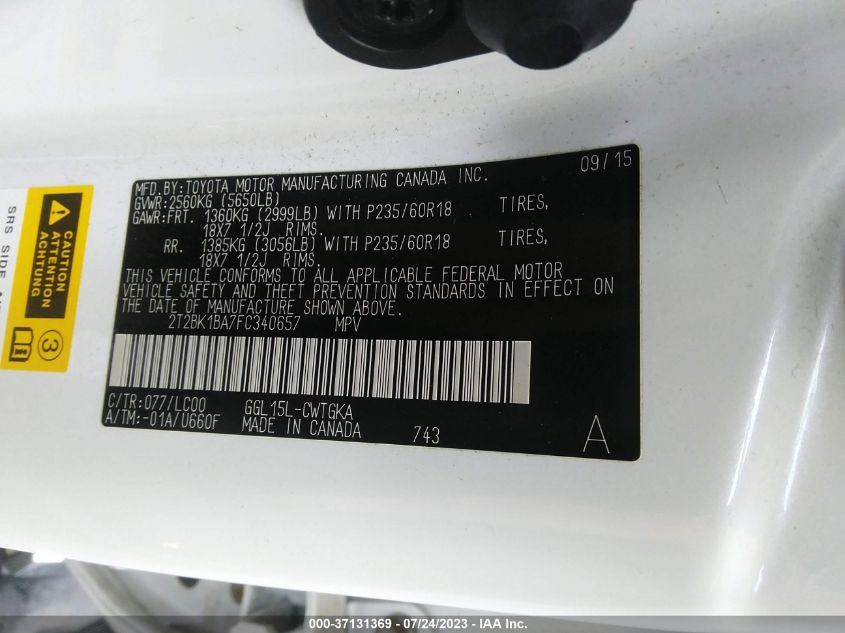 MFD.BY:TOYOTA MOTOR MANUFACTURING CANADA INC. 09/15
GVWR:2560KG (5650LB)
GAWR:FRT. 1360KG (2999LB) WITH P235/60R18 TIRES,
18X7 1/2J RIMS.
RR. 1385KG (3056LB) WITH P235/60R18 TIRES,
18X7 1/2J RIMS.
THIS VEHICLE CONFORMS TO ALL APPLICABLE FEDERAL MOTOR
VEHICLE SAFETY AND THEFT PREVENTION STANDARDS IN EFFECT ON
THE DATE OF MANUFACTURE SHOWN ABOVE.
2T2BK1BA7FC340657 MPV
C/TR:077/LC00 GGL15L-CWTGKA
A/TM:-01A/U660F MADE IN CANADA 743 A
CAUTION
ATTENTION
ACHTUNG
3
SRS SIDE
000-37131369 - 07/24/2023 - IAA Inc.